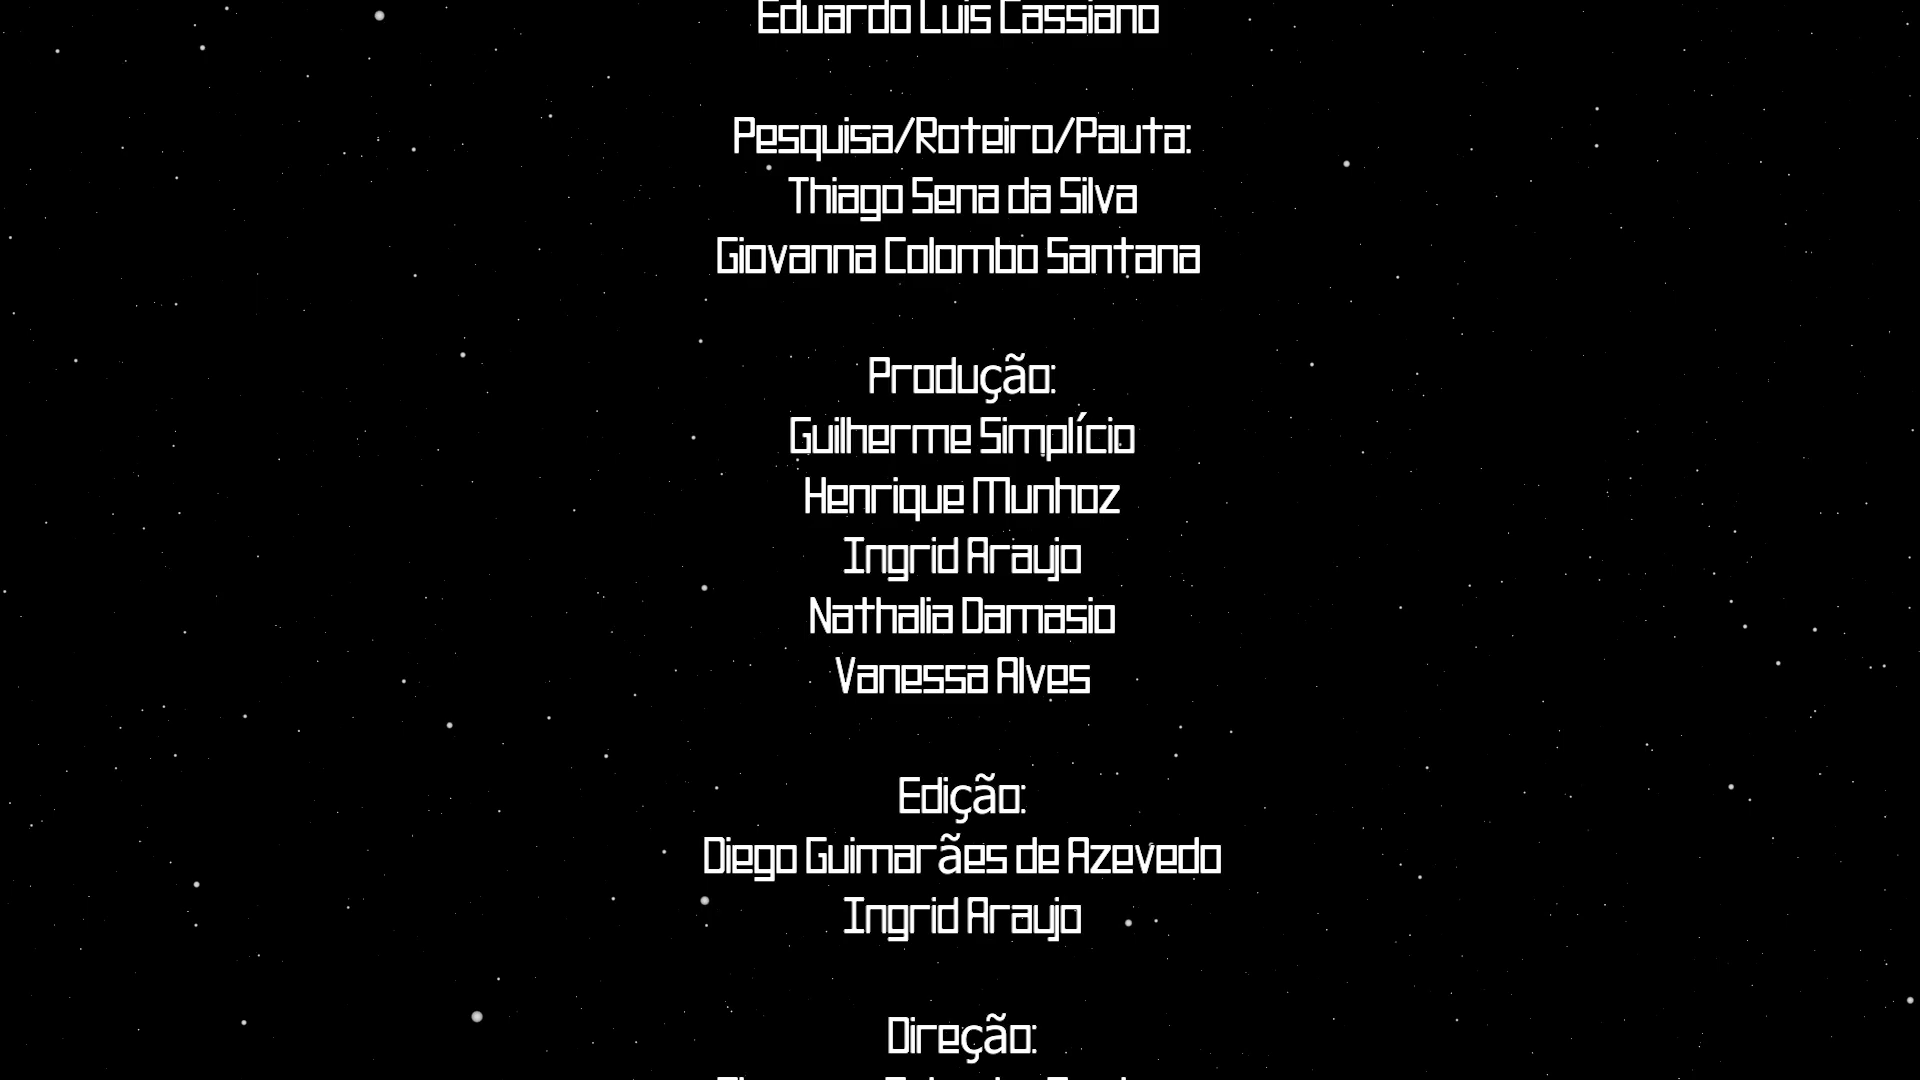 Eduardo Luis Cassiano
Pesquisa/Roteiro/Pauta:
Thiago Sena da Silva
Giovanna Colombo Santana
Produção:
Guilherme Simplício
Henrique Munhoz
Ingrid Araujo
Nathalia Damasio
Vanessa Alves
Edição:
Diego Guimarães de Azevedo
Ingrid Araujo
Direção: